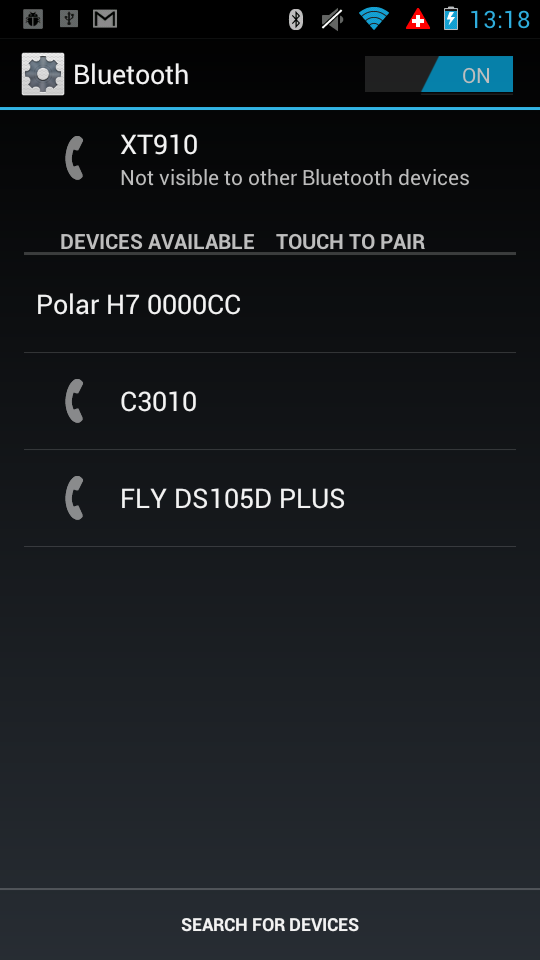 13:18
Bluetooth
ON
XT910
Not visible to other Bluetooth devices
DEVICES AVAILABLE TOUCH TO PAIR
Polar H7 0000CC
C3010
FLY DS105D PLUS
SEARCH FOR DEVICES